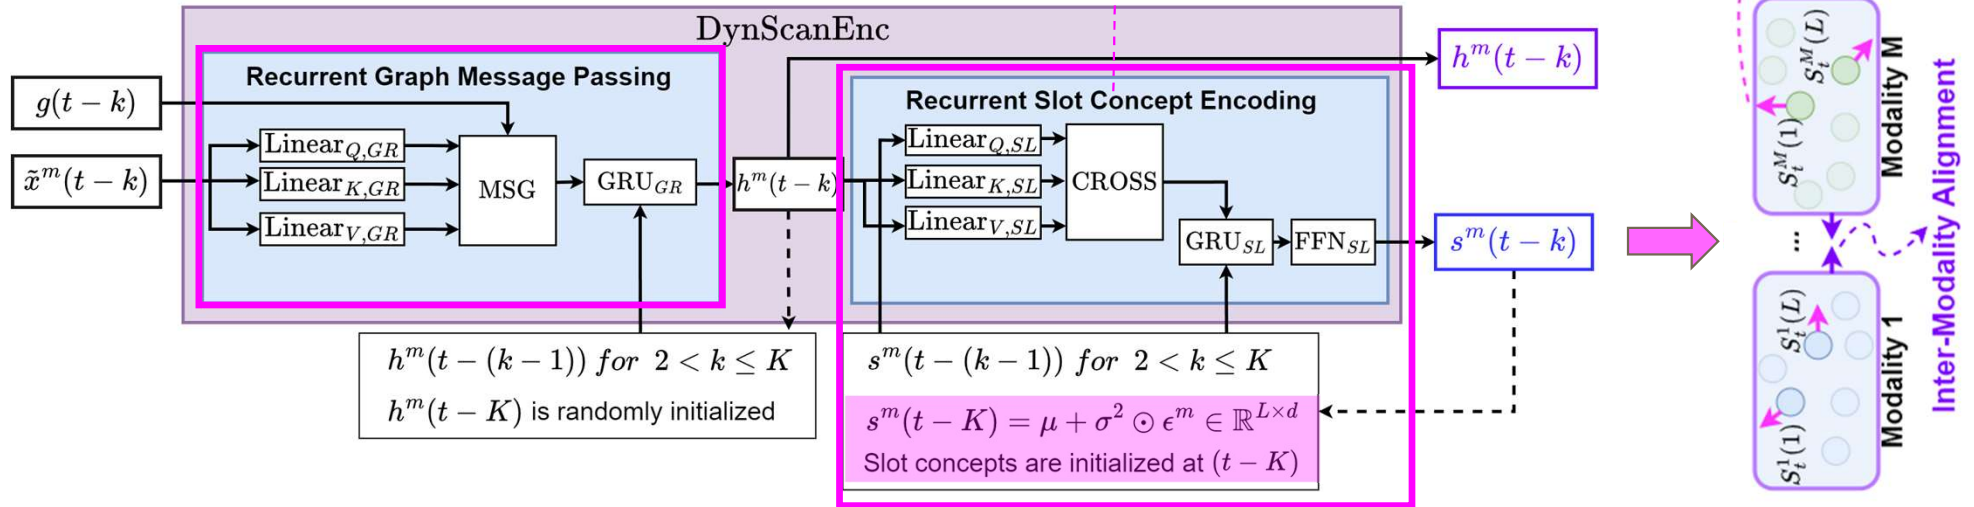 DynScanEnc
g(t − k)
x̃^m(t − k)
Recurrent Graph Message Passing
Linear_{Q,GR}
Linear_{K,GR}
Linear_{V,GR}
MSG
GRU_{GR}
h^m(t − k)
Recurrent Slot Concept Encoding
Linear_{Q,SL}
Linear_{K,SL}
Linear_{V,SL}
CROSS
GRU_{SL}
FFN_{SL}
h^m(t − k)
s^m(t − k)
h^m(t − (k − 1)) for 2 < k ≤ K
h^m(t − K) is randomly initialized
s^m(t − (k − 1)) for 2 < k ≤ K
s^m(t − K) = μ + σ² ⊙ ϵ^m ∈ ℝ^{L×d}
Slot concepts are initialized at (t − K)
S_t^M(L)
S_t^M(1)
Modality M
...
S_t^1(L)
S_t^1(1)
Modality 1
Inter-Modality Alignment